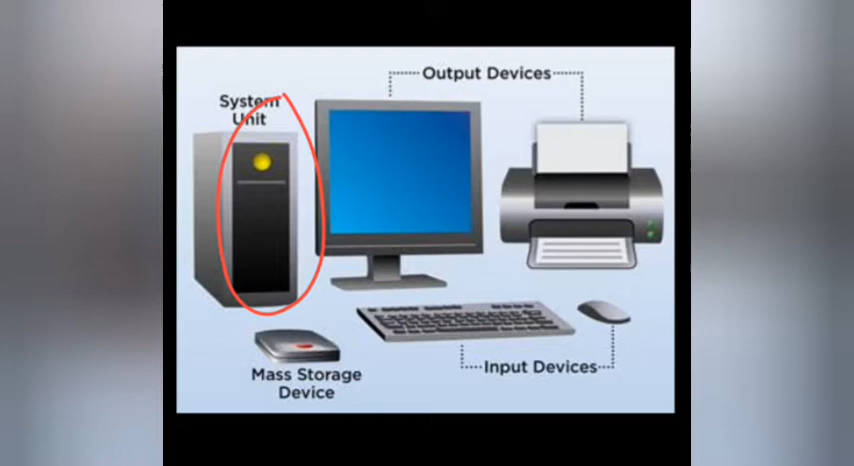 Output Devices
System
Unit
Mass Storage
Device
Input Devices